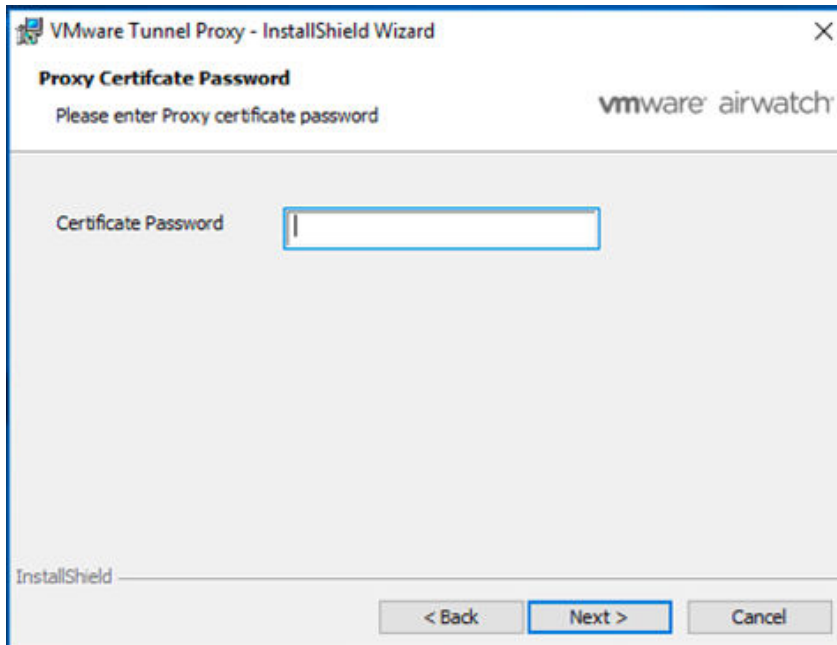 VMware Tunnel Proxy - InstallShield Wizard
Proxy Certifcate Password
Please enter Proxy certificate password
vmware airwatch
Certificate Password
InstallShield
< Back Next > Cancel